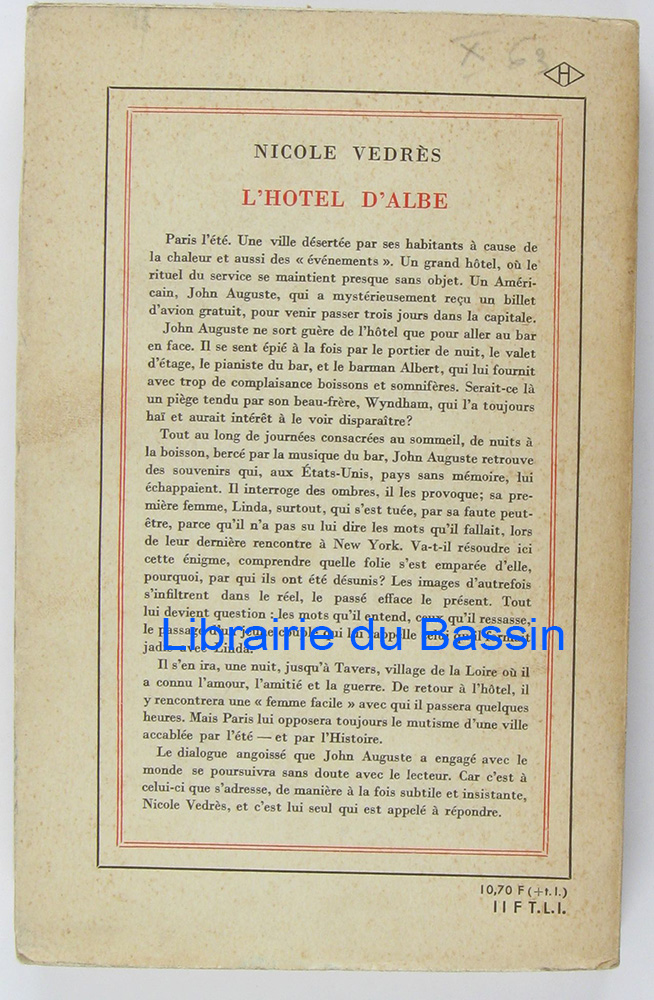 X. 63
H
NICOLE VEDRÈS
L'HOTEL D'ALBE
Paris l'été. Une ville désertée par ses habitants à cause de
la chaleur et aussi des « événements ». Un grand hôtel, où le
rituel du service se maintient presque sans objet. Un Améri-
cain, John Auguste, qui a mystérieusement reçu un billet
d'avion gratuit, pour venir passer trois jours dans la capitale.
John Auguste ne sort guère de l'hôtel que pour aller au bar
en face. Il se sent épié à la fois par le portier de nuit, le valet
d'étage, le pianiste du bar, et le barman Albert, qui lui fournit
avec trop de complaisance boissons et somnifères. Serait-ce là
un piège tendu par son beau-frère, Wyndham, qui l'a toujours
haï et aurait intérêt à le voir disparaître?
Tout au long de journées consacrées au sommeil, de nuits à
la boisson, bercé par la musique du bar, John Auguste retrouve
des souvenirs qui, aux États-Unis, pays sans mémoire, lui
échappaient. Il interroge des ombres, il les provoque; sa pre-
mière femme, Linda, surtout, qui s'est tuée, par sa faute peut-
être, parce qu'il n'a pas su lui dire les mots qu'il fallait, lors
de leur dernière rencontre à New York. Va-t-il résoudre ici
cette énigme, comprendre quelle folie s'est emparée d'elle,
pourquoi, par qui ils ont été désunis? Les images d'autrefois
s'infiltrent dans le réel, le passé efface le présent. Tout
lui devient question : les mots qu'il entend, ceux qu'il ressasse,
le passage d'un jeune couple qui lui rappelle celui qu'il formait
jadis avec Linda.
Librairie du Bassin
Il s'en ira, une nuit, jusqu'à Tavers, village de la Loire où il
a connu l'amour, l'amitié et la guerre. De retour à l'hôtel, il
y rencontrera une « femme facile » avec qui il passera quelques
heures. Mais Paris lui opposera toujours le mutisme d'une ville
accablée par l'été — et par l'Histoire.
Le dialogue angoissé que John Auguste a engagé avec le
monde se poursuivra sans doute avec le lecteur. Car c'est à
celui-ci que s'adresse, de manière à la fois subtile et insistante,
Nicole Vedrès, et c'est lui seul qui est appelé à répondre.
10,70 F (+t.l.)
11 F T.L.I.